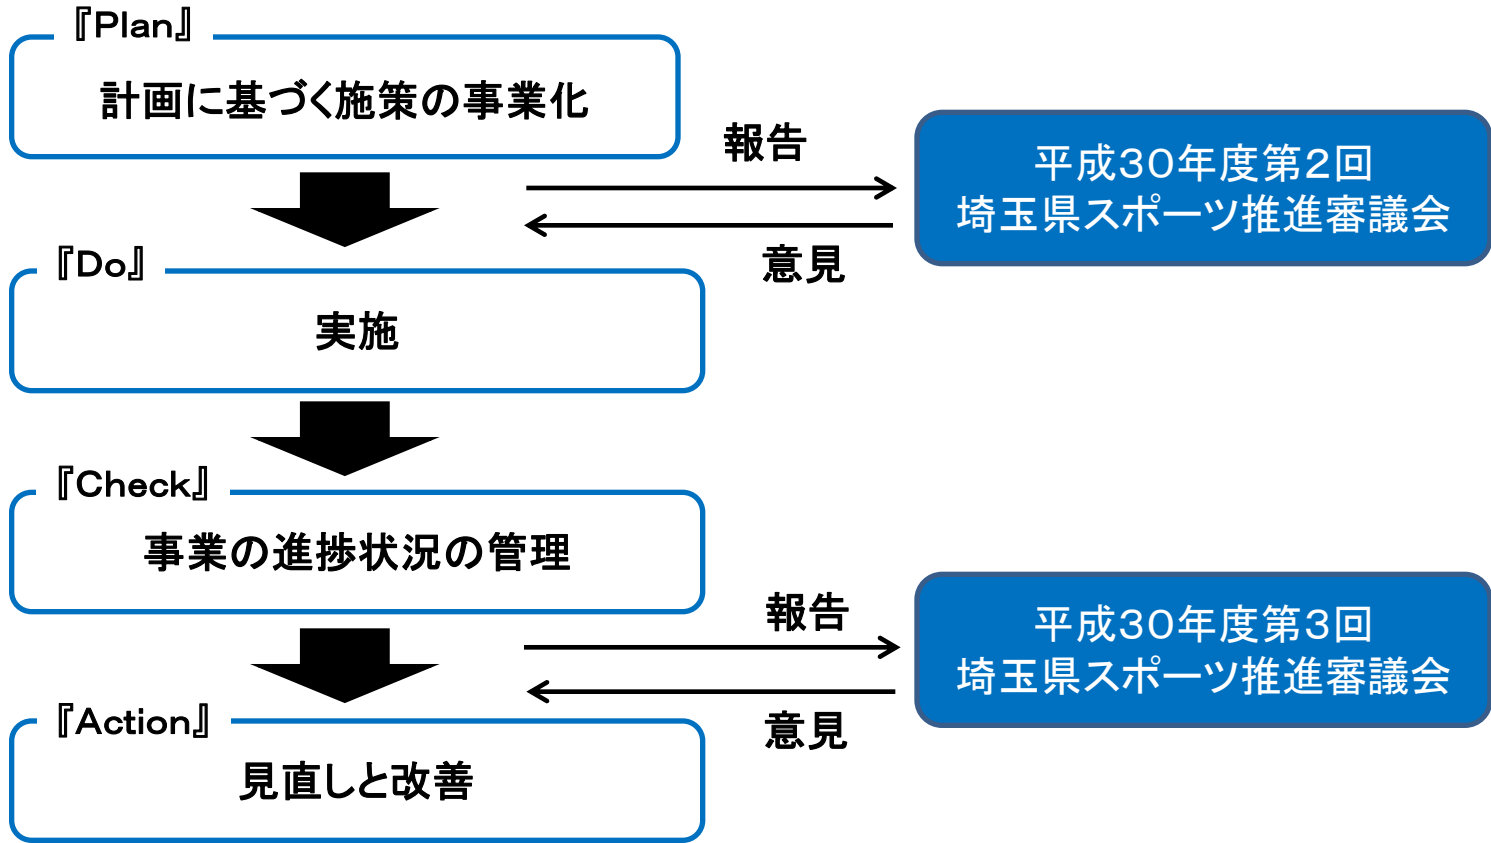 『Plan』
計画に基づく施策の事業化
報告
平成30年度第2回
埼玉県スポーツ推進審議会
意見
『Do』
実施
『Check』
事業の進捗状況の管理
報告
平成30年度第3回
埼玉県スポーツ推進審議会
意見
『Action』
見直しと改善